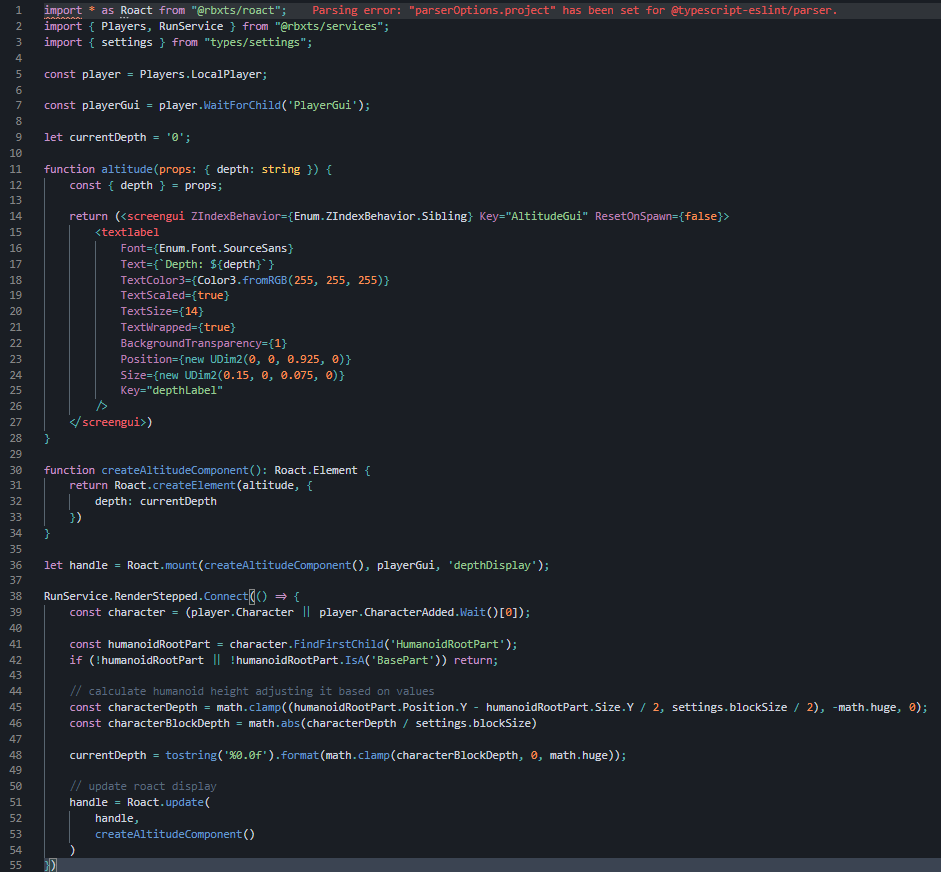 1 import * as Roact from "@rbxts/roact"; Parsing error: "parserOptions.project" has been set for @typescript-eslint/parser.
2 import { Players, RunService } from "@rbxts/services";
3 import { settings } from "types/settings";
4
5 const player = Players.LocalPlayer;
6
7 const playerGui = player.WaitForChild('PlayerGui');
8
9 let currentDepth = '0';
10
11 function altitude(props: { depth: string }) {
12 const { depth } = props;
13
14 return (<screengui ZIndexBehavior={Enum.ZIndexBehavior.Sibling} Key="AltitudeGui" ResetOnSpawn={false}>
15 <textlabel
16 Font={Enum.Font.SourceSans}
17 Text={`Depth: ${depth}`}
18 TextColor3={Color3.fromRGB(255, 255, 255)}
19 TextScaled={true}
20 TextSize={14}
21 TextWrapped={true}
22 BackgroundTransparency={1}
23 Position={new UDim2(0, 0, 0.925, 0)}
24 Size={new UDim2(0.15, 0, 0.075, 0)}
25 Key="depthLabel"
26 />
27 </screengui>)
28 }
29
30 function createAltitudeComponent(): Roact.Element {
31 return Roact.createElement(altitude, {
32 depth: currentDepth
33 })
34 }
35
36 let handle = Roact.mount(createAltitudeComponent(), playerGui, 'depthDisplay');
37
38 RunService.RenderStepped.Connect(() => {
39 const character = (player.Character || player.CharacterAdded.Wait()[0]);
40
41 const humanoidRootPart = character.FindFirstChild('HumanoidRootPart');
42 if (!humanoidRootPart || !humanoidRootPart.IsA('BasePart')) return;
43
44 // calculate humanoid height adjusting it based on values
45 const characterDepth = math.clamp((humanoidRootPart.Position.Y - humanoidRootPart.Size.Y / 2, settings.blockSize / 2), -math.huge, 0);
46 const characterBlockDepth = math.abs(characterDepth / settings.blockSize)
47
48 currentDepth = tostring('%0.0f').format(math.clamp(characterBlockDepth, 0, math.huge));
49
50 // update roact display
51 handle = Roact.update(
52 handle,
53 createAltitudeComponent()
54 )
55 })